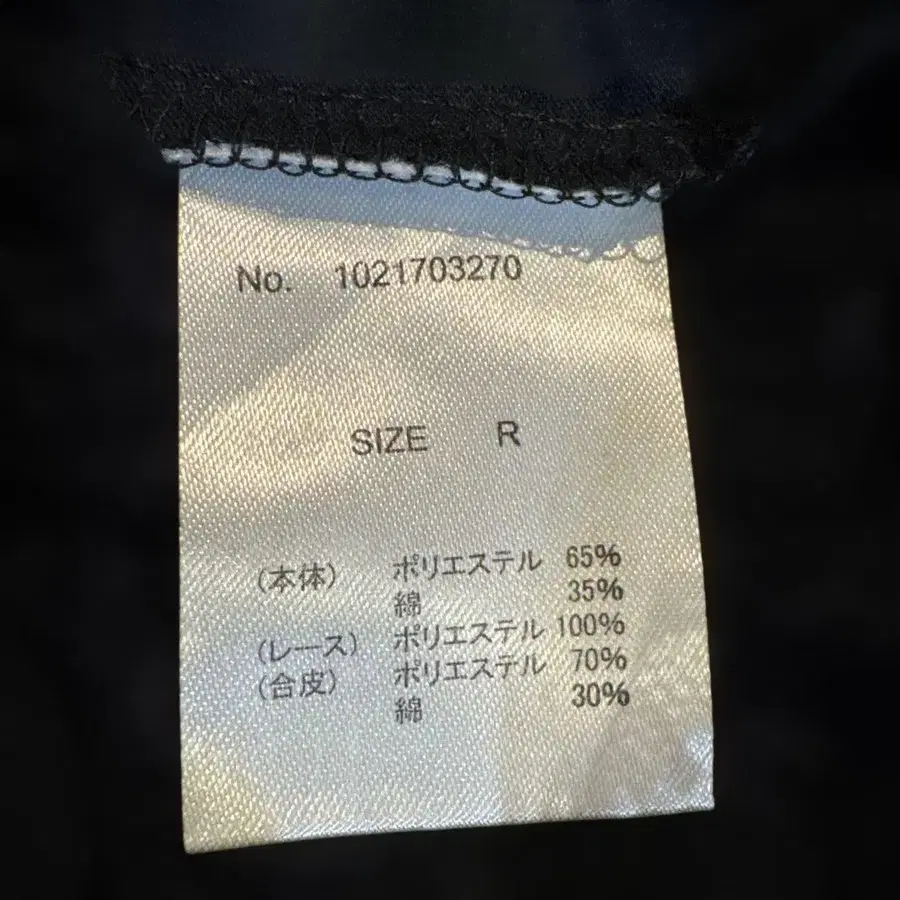 No. 1021703270
SIZE R
(本体) ポリエステル 65%
綿 35%
(レース) ポリエステル 100%
(合皮) ポリエステル 70%
綿 30%